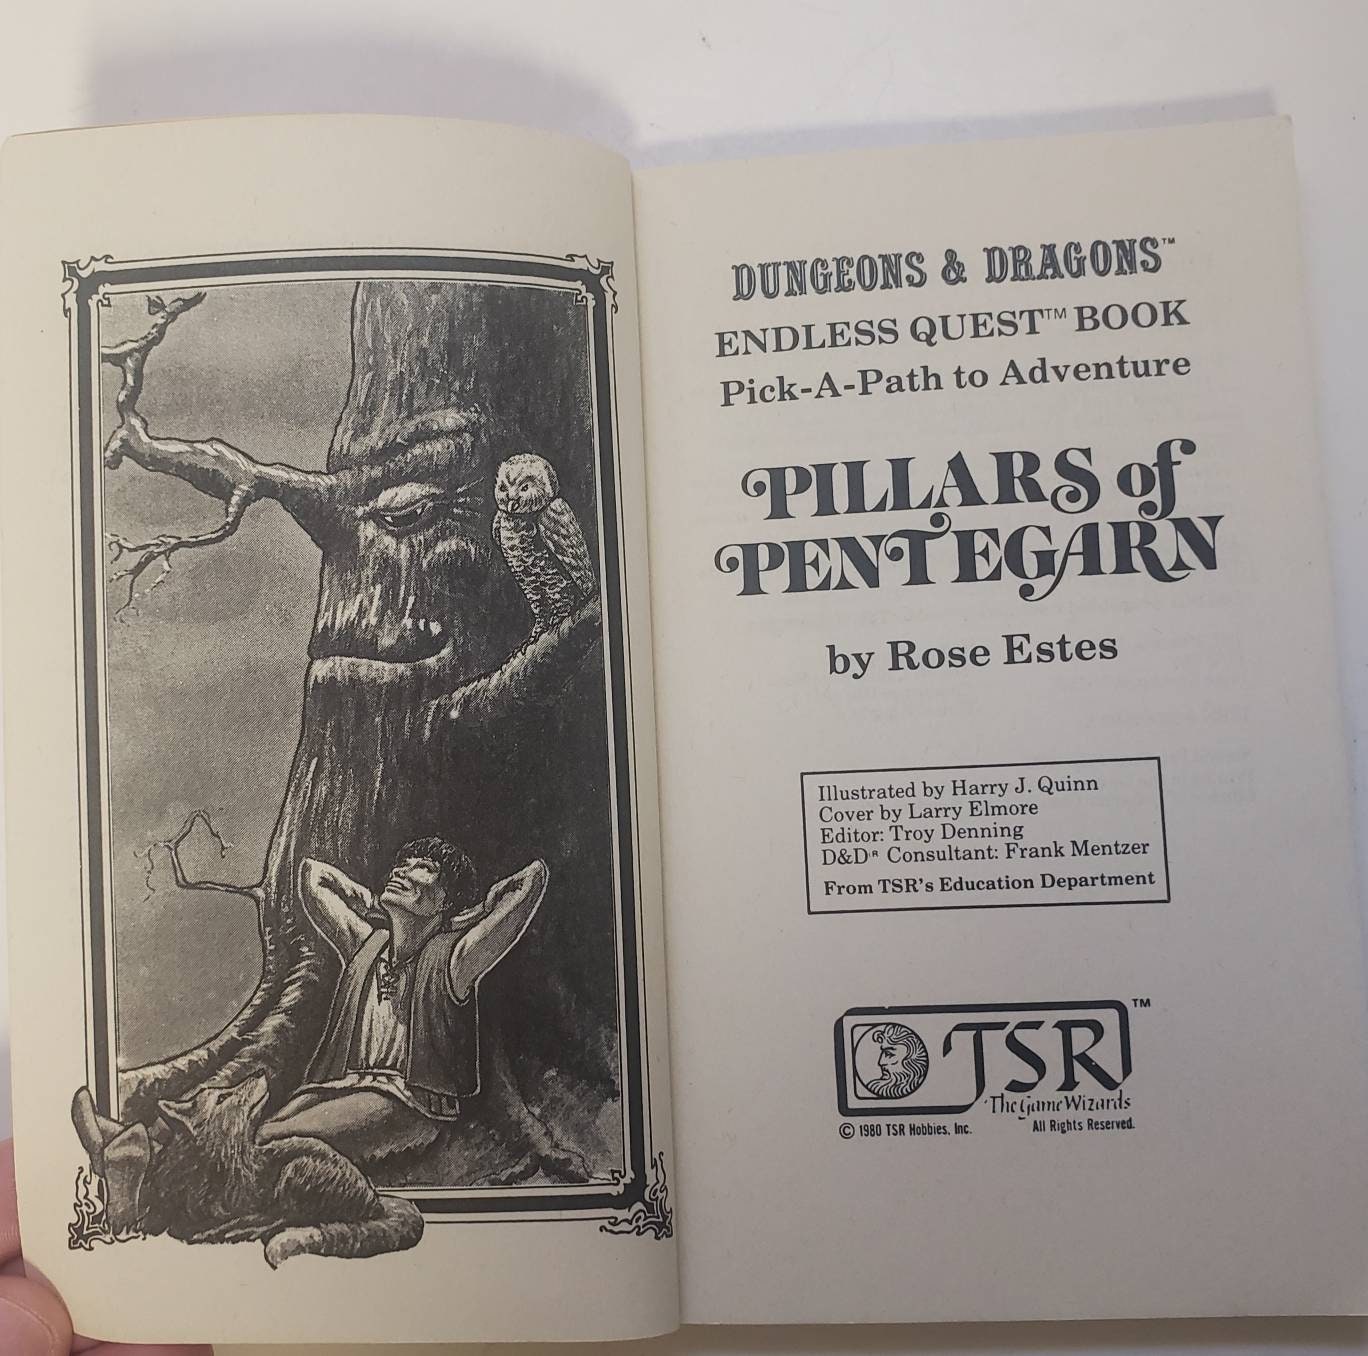 DUNGEONS & DRAGONS™
ENDLESS QUEST™ BOOK
Pick-A-Path to Adventure
PILLARS of
PENTEGARN
by Rose Estes
Illustrated by Harry J. Quinn
Cover by Larry Elmore
Editor: Troy Denning
D&D® Consultant: Frank Mentzer
From TSR's Education Department
TSR™
The Game Wizards
© 1980 TSR Hobbies, Inc. All Rights Reserved.